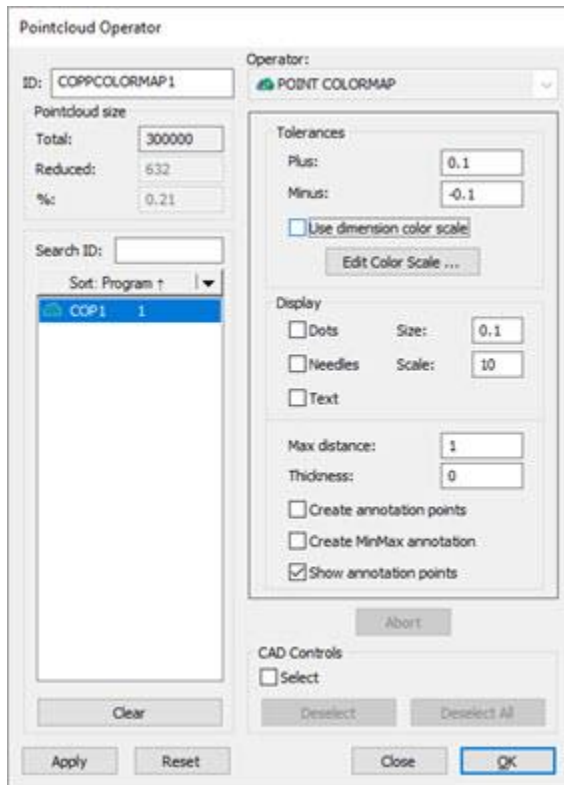 Pointcloud Operator
ID: COPPCOLORMAP1
Pointcloud size
Total: 300000
Reduced: 632
%: 0.21
Search ID:
Sort: Program ↑
COP1 1
Clear
Apply Reset
Operator:
POINT COLORMAP
Tolerances
Plus: 0.1
Minus: -0.1
Use dimension color scale
Edit Color Scale ...
Display
Dots Size: 0.1
Needles Scale: 10
Text
Max distance: 1
Thickness: 0
Create annotation points
Create MinMax annotation
Show annotation points
Abort
CAD Controls
Select
Deselect Deselect All
Close OK